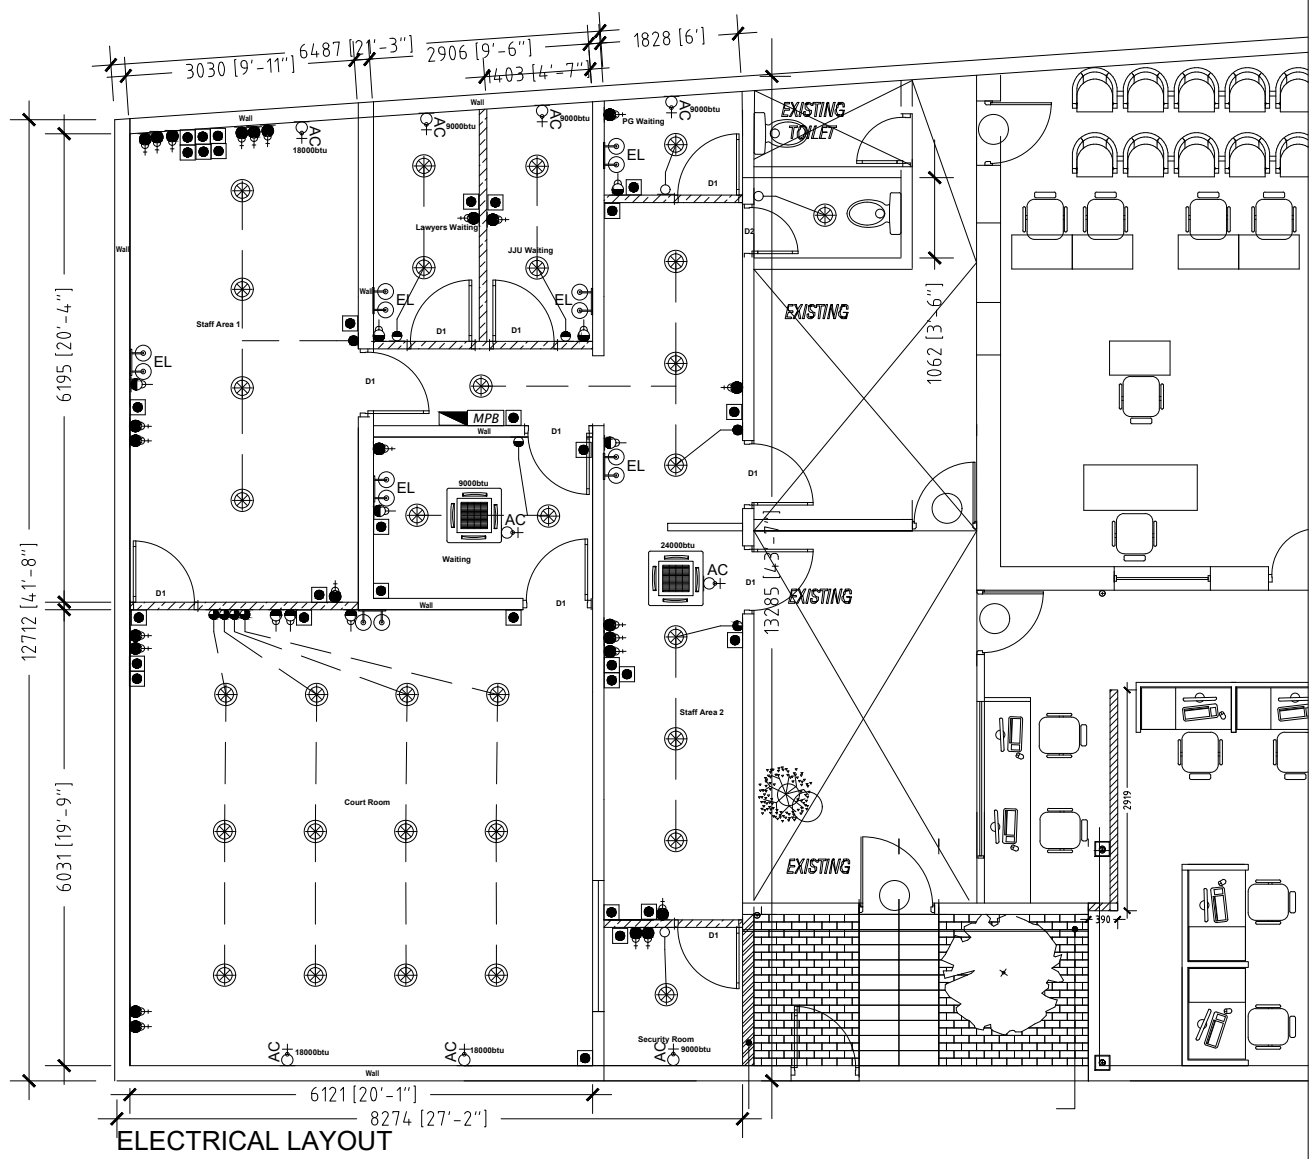 6487 [21'-3"]
1828 [6']
3030 [9'-11"]
2906 [9'-6"]
1403 [4'-7"]
Wall
Wall
AC
18000btu
AC
9000btu
AC
9000btu
AC
9000btu
PG Waiting
EL
D1
EXISTING
TOILET
Wall
Lawyers Waiting
JJU Waiting
D2
Wall
EL
EL
D1
D1
EXISTING
1062 [3'-6"]
Staff Area 1
6195 [20'-4"]
EL
D1
MPB
Wall
D1
EL
D1
9000btu
EL
AC
Waiting
24000btu
AC
D1
EXISTING
13285 [43'-7"]
12712 [41'-8"]
D1
Wall
D1
Staff Area 2
Court Room
2919
6031 [19'-9"]
EXISTING
390
D1
Security Room
AC
18000btu
AC
18000btu
AC
9000btu
Wall
6121 [20'-1"]
8274 [27'-2"]
ELECTRICAL LAYOUT